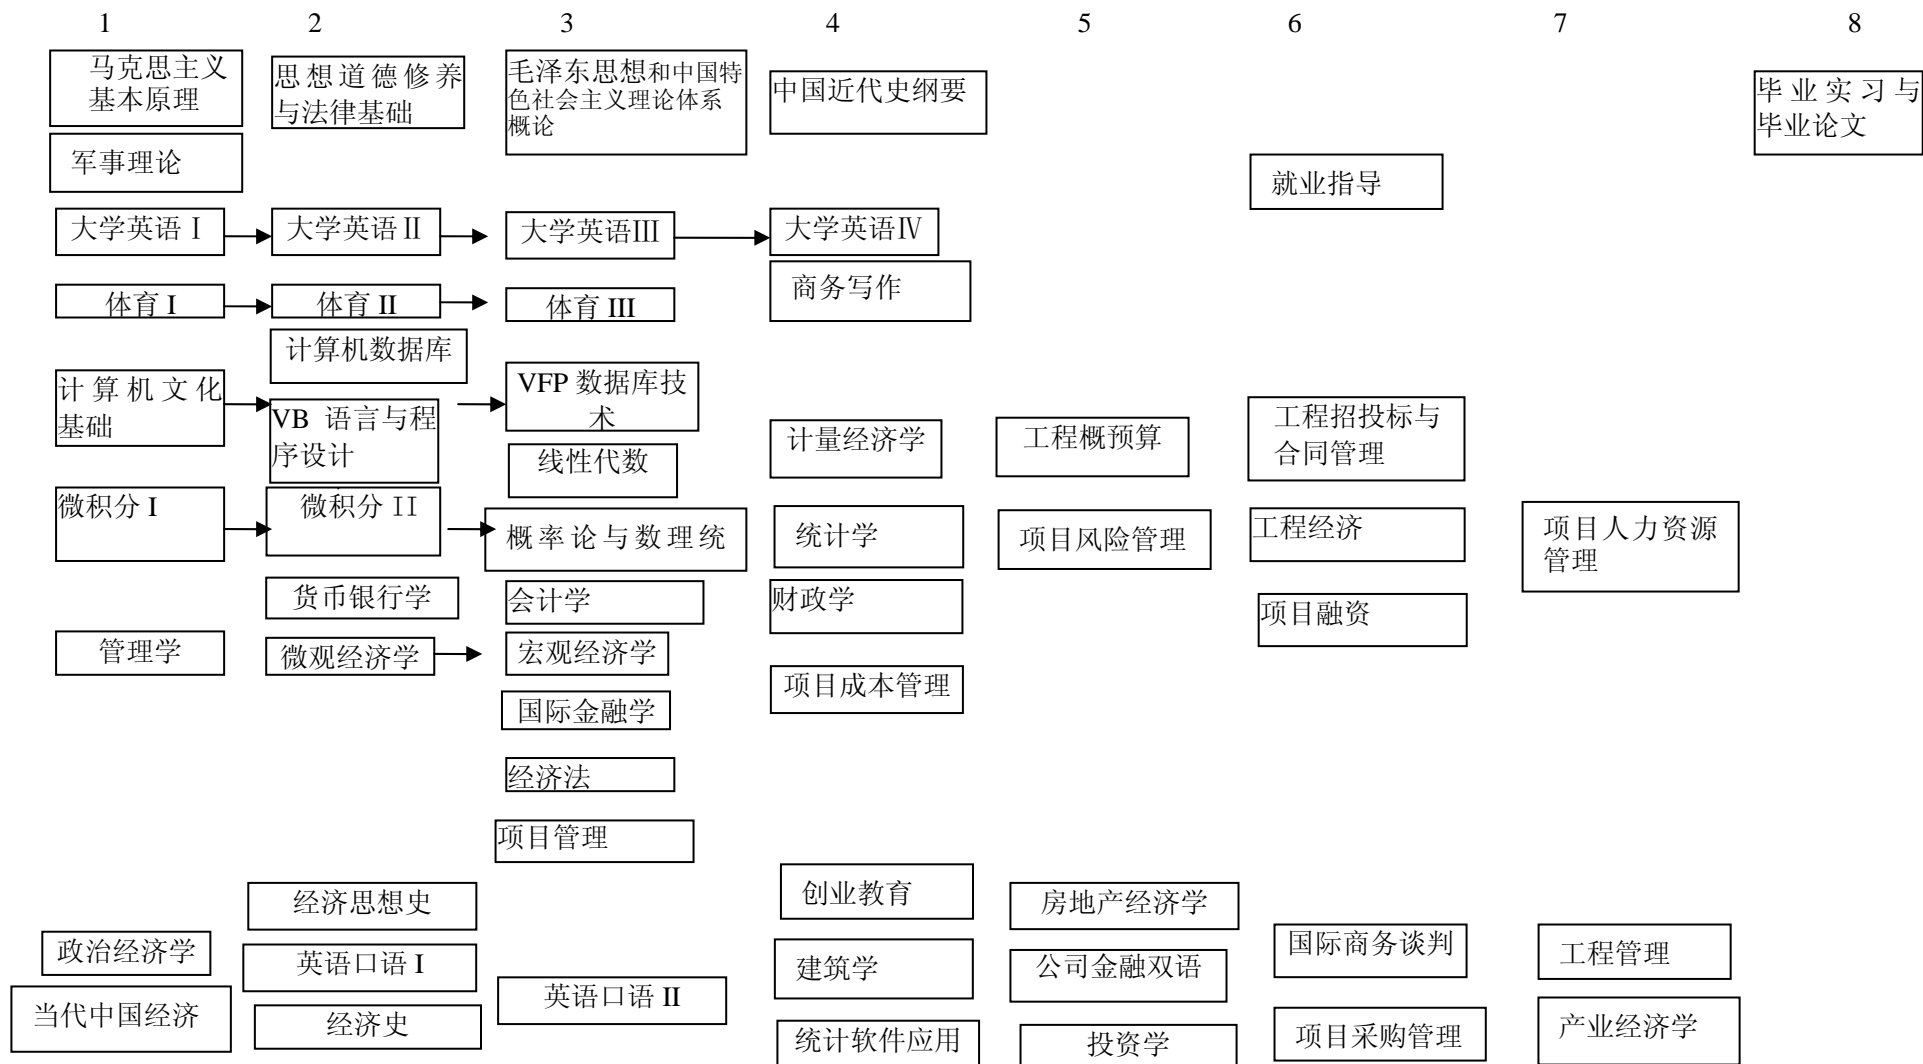 1 2 3 4 5 6 7 8
马克思主义
基本原理
军事理论
大学英语Ⅰ
体育 I
计算机文化
基础
微积分 I
管理学
政治经济学
当代中国经济
思想道德修养
与法律基础
大学英语Ⅱ
体育 II
计算机数据库
VB 语言与程
序设计
微积分 II
货币银行学
微观经济学
经济思想史
英语口语 I
经济史
毛泽东思想和中国特
色社会主义理论体系
概论
大学英语Ⅲ
体育 III
VFP 数据库技
术
线性代数
概率论与数理统
会计学
宏观经济学
国际金融学
经济法
项目管理
英语口语 II
中国近代史纲要
大学英语Ⅳ
商务写作
计量经济学
统计学
财政学
项目成本管理
创业教育
建筑学
统计软件应用
工程概预算
项目风险管理
房地产经济学
公司金融双语
投资学
就业指导
工程招投标与
合同管理
工程经济
项目融资
国际商务谈判
项目采购管理
项目人力资源
管理
工程管理
产业经济学
毕业实习与
毕业论文